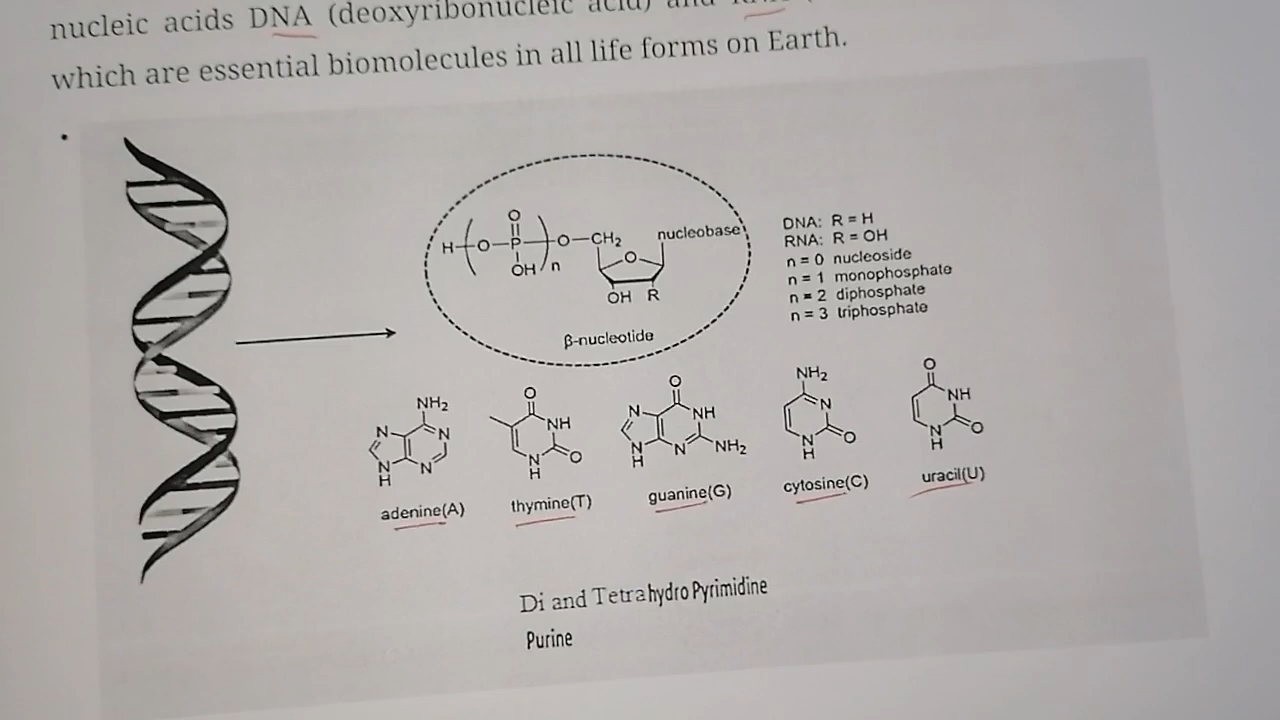 nucleic acids DNA (deoxyribonucleic acid) and
which are essential biomolecules in all life forms on Earth.
H O P O OH n O CH2 O nucleobase
OH R
β-nucleotide
DNA: R = H
RNA: R = OH
n = 0 nucleoside
n = 1 monophosphate
n = 2 diphosphate
n = 3 triphosphate
NH2 N N N N H
O NH O N H
O N NH N H N NH2
NH2 N N H O
O NH N H O
adenine(A) thymine(T) guanine(G) cytosine(C) uracil(U)
Di and Tetrahydro Pyrimidine
Purine